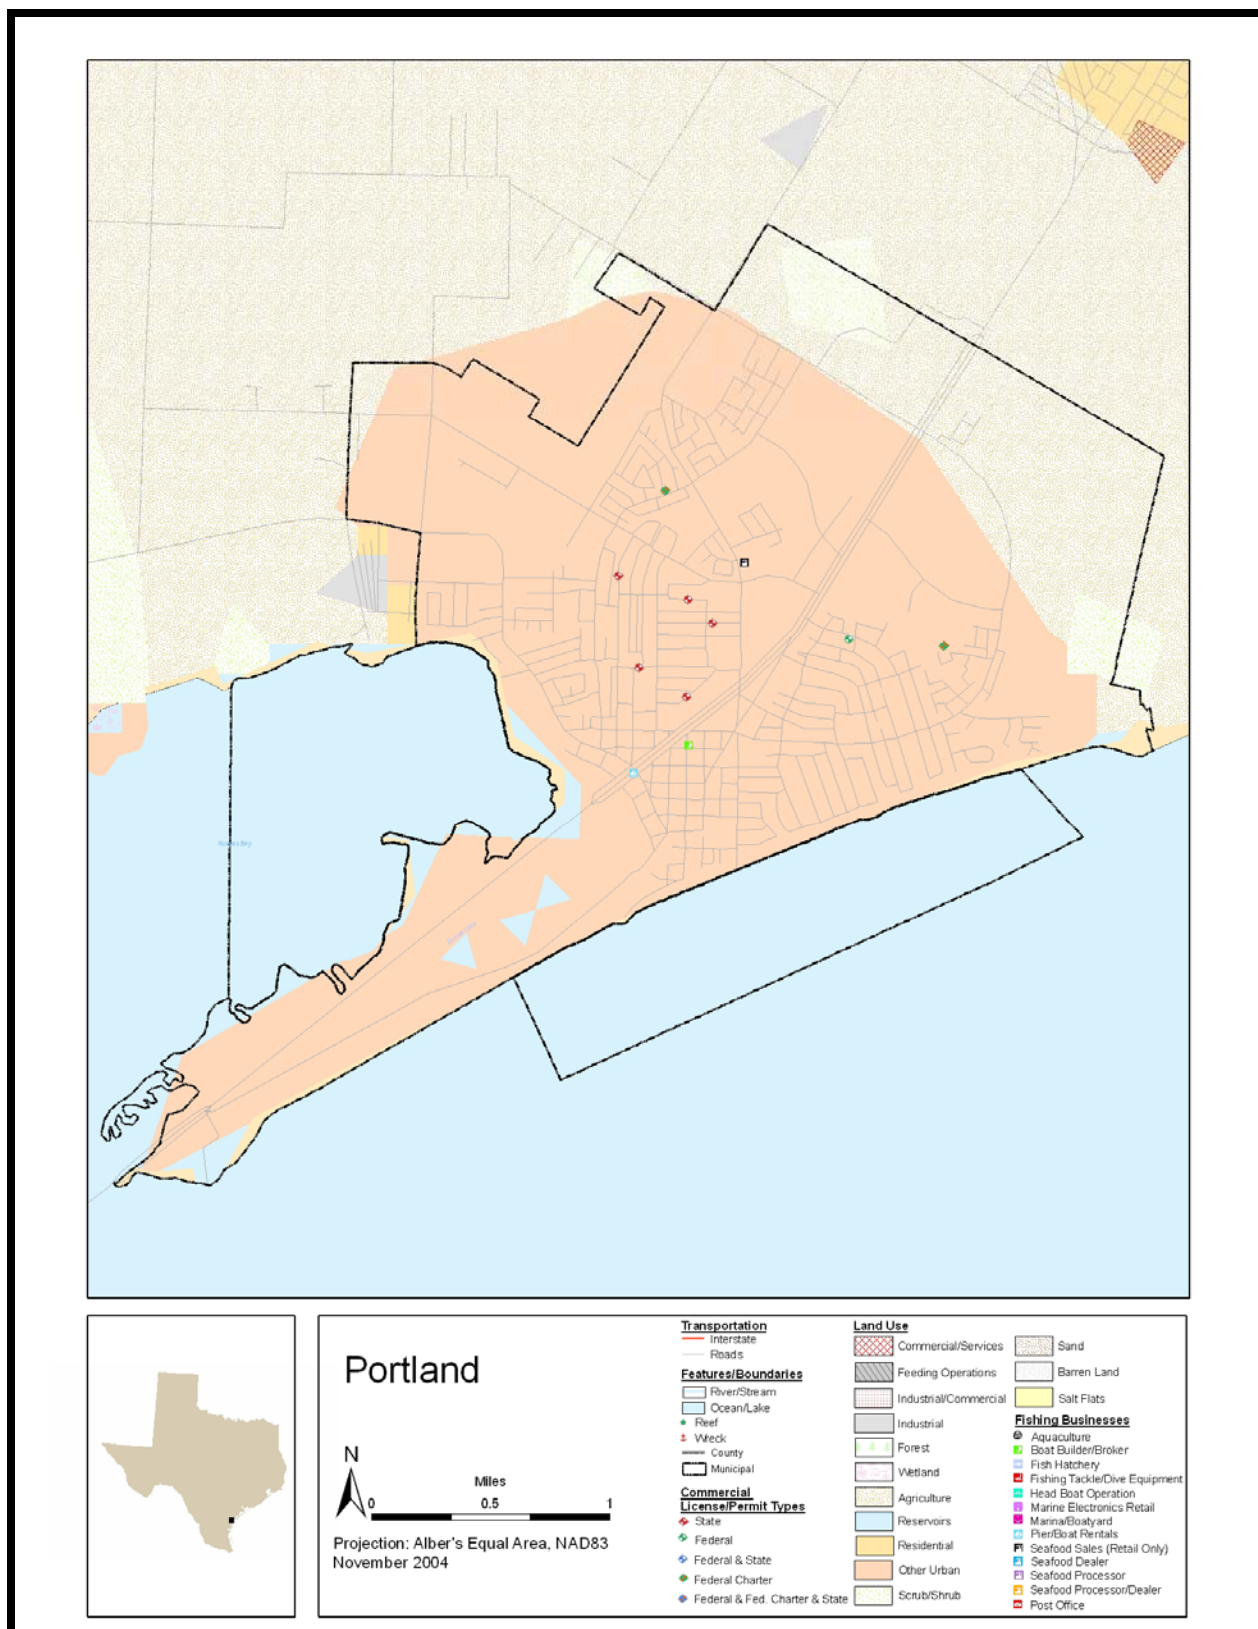 Portland
N
Miles
0
0.5
1
Projection: Alber's Equal Area, NAD83
November 2004
Transportation
Interstate
Roads
Features/Boundaries
River/Stream
Ocean/Lake
Reef
Wreck
County
Municipal
Commercial
License/Permit Types
State
Federal
Federal & State
Federal Charter
Federal & Fed. Charter & State
Land Use
Commercial/Services
Feeding Operations
Industrial/Commercial
Industrial
Forest
Wetland
Agriculture
Reservoirs
Residential
Other Urban
Scrub/Shrub
Sand
Barren Land
Salt Flats
Fishing Businesses
Aquaculture
Boat Builder/Broker
Fish Hatchery
Fishing Tackle/Dive Equipment
Head Boat Operation
Marine Electronics Retail
Marina/Boatyard
Pier/Boat Rentals
Seafood Sales (Retail Only)
Seafood Dealer
Seafood Processor
Seafood Processor/Dealer
Post Office